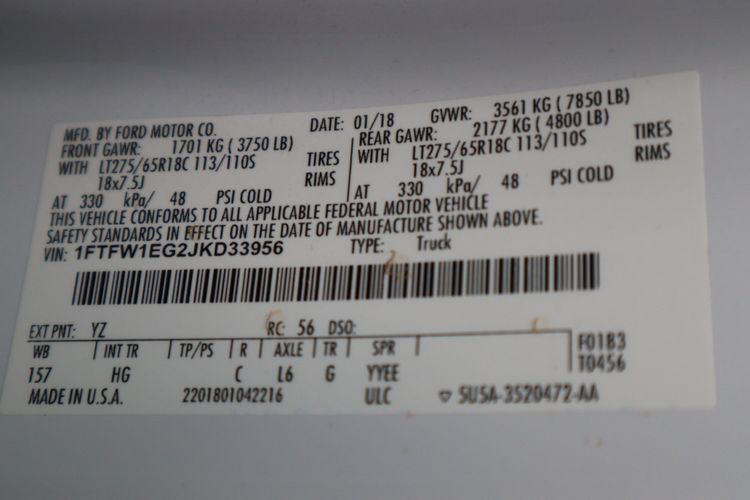 MFD. BY FORD MOTOR CO. DATE: 01/18 GVWR: 3561 KG ( 7850 LB)
FRONT GAWR: 1701 KG ( 3750 LB) REAR GAWR: 2177 KG ( 4800 LB)
WITH LT275/65R18C 113/110S TIRES WITH LT275/65R18C 113/110S TIRES
18x7.5J RIMS 18x7.5J RIMS
AT 330 kPa/ 48 PSI COLD AT 330 kPa/ 48 PSI COLD
THIS VEHICLE CONFORMS TO ALL APPLICABLE FEDERAL MOTOR VEHICLE
SAFETY STANDARDS IN EFFECT ON THE DATE OF MANUFACTURE SHOWN ABOVE.
VIN: 1FTFW1EG2JKD33956 TYPE: Truck
EXT PNT: YZ RC: 56 DSO:
WB INT TR TP/PS R AXLE TR SPR F01B3
157 HG C L6 G YYEE T0456
MADE IN U.S.A. 2201801042216 ULC ▽ 5U5A-3520472-AA